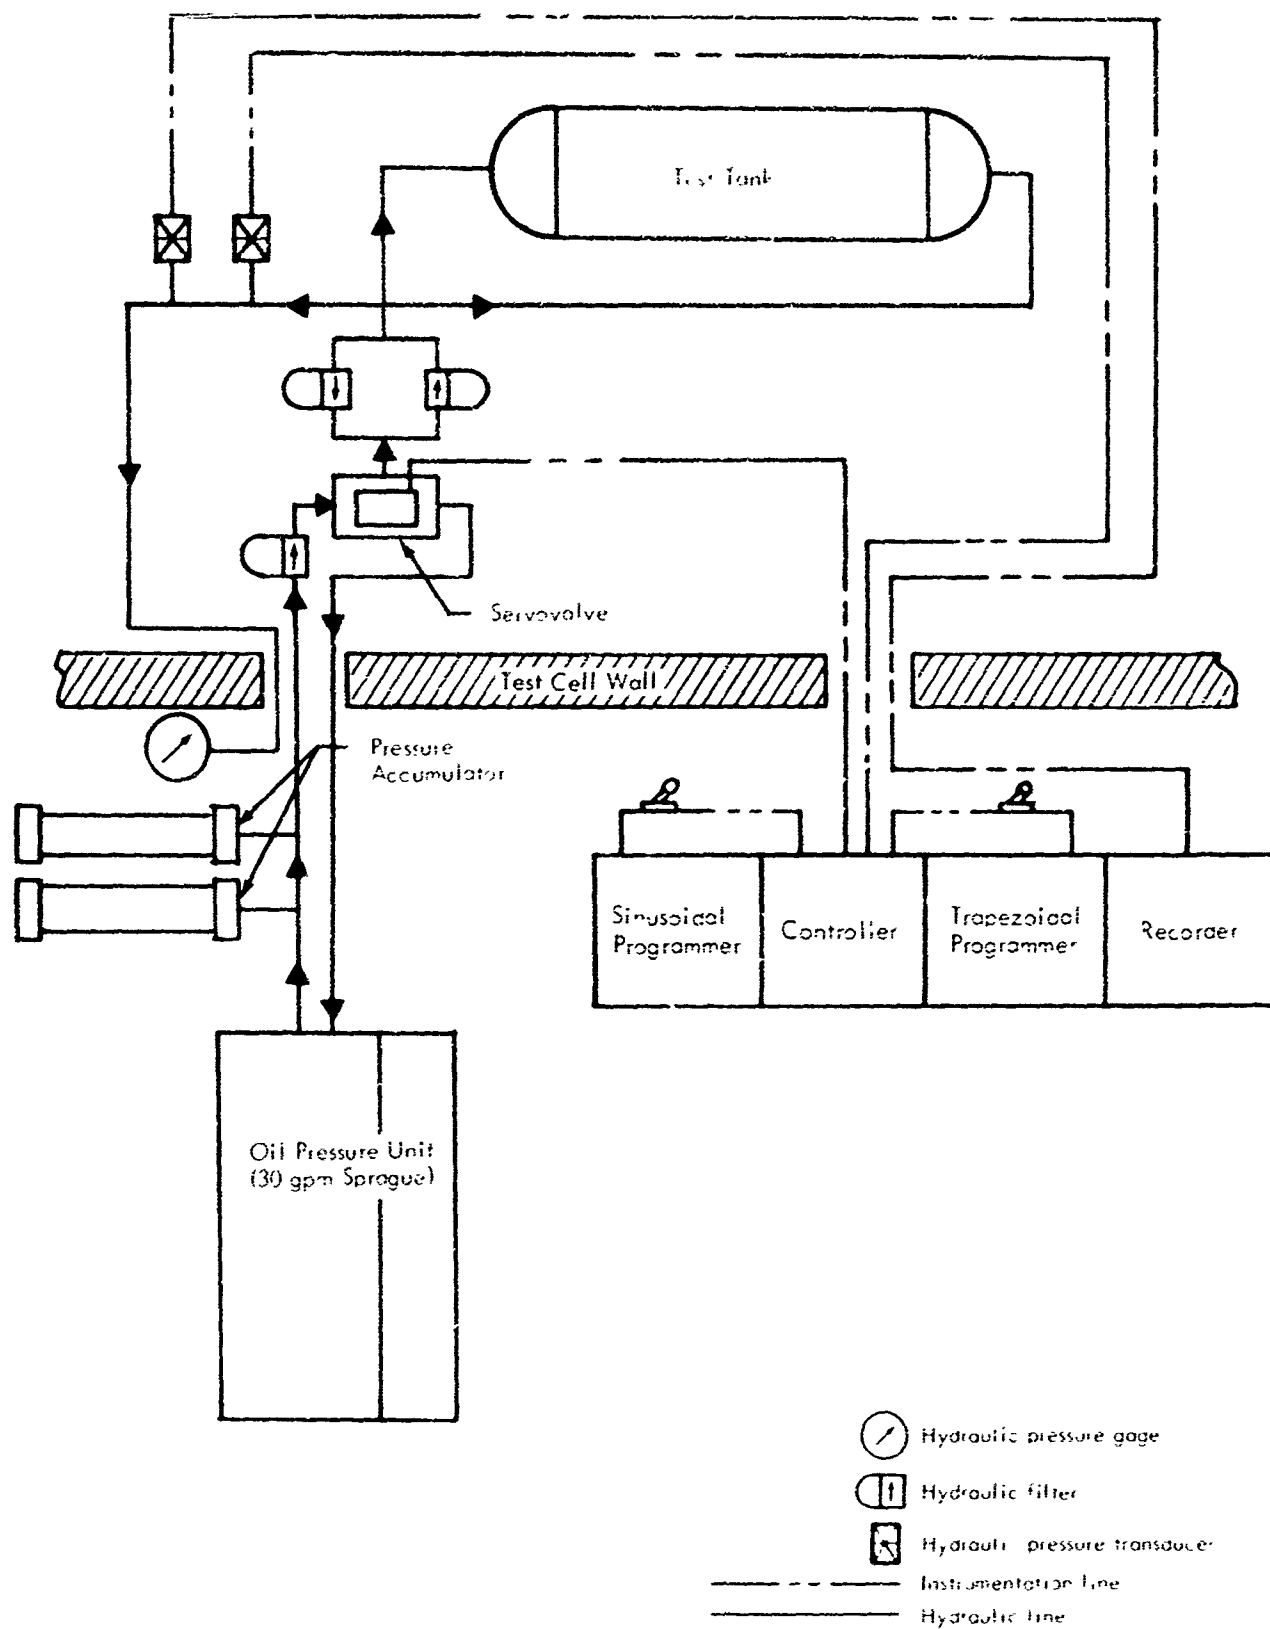 Test Tank
Servovalve
Test Cell Wall
Pressure
Accumulator
Sinusoidal
Programmer
Controller
Trapezoidal
Programmer
Recorder
Oil Pressure Unit
(30 gpm Sprague)
Hydraulic pressure gage
Hydraulic filter
Hydraulic pressure transducer
Instrumentation line
Hydraulic line